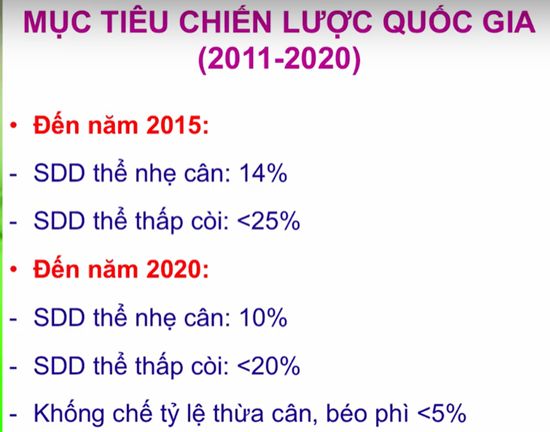 MỤC TIÊU CHIẾN LƯỢC QUỐC GIA
(2011-2020)
• Đến năm 2015:
- SDD thể nhẹ cân: 14%
- SDD thể thấp còi: <25%
• Đến năm 2020:
- SDD thể nhẹ cân: 10%
- SDD thể thấp còi: <20%
- Khống chế tỷ lệ thừa cân, béo phì <5%